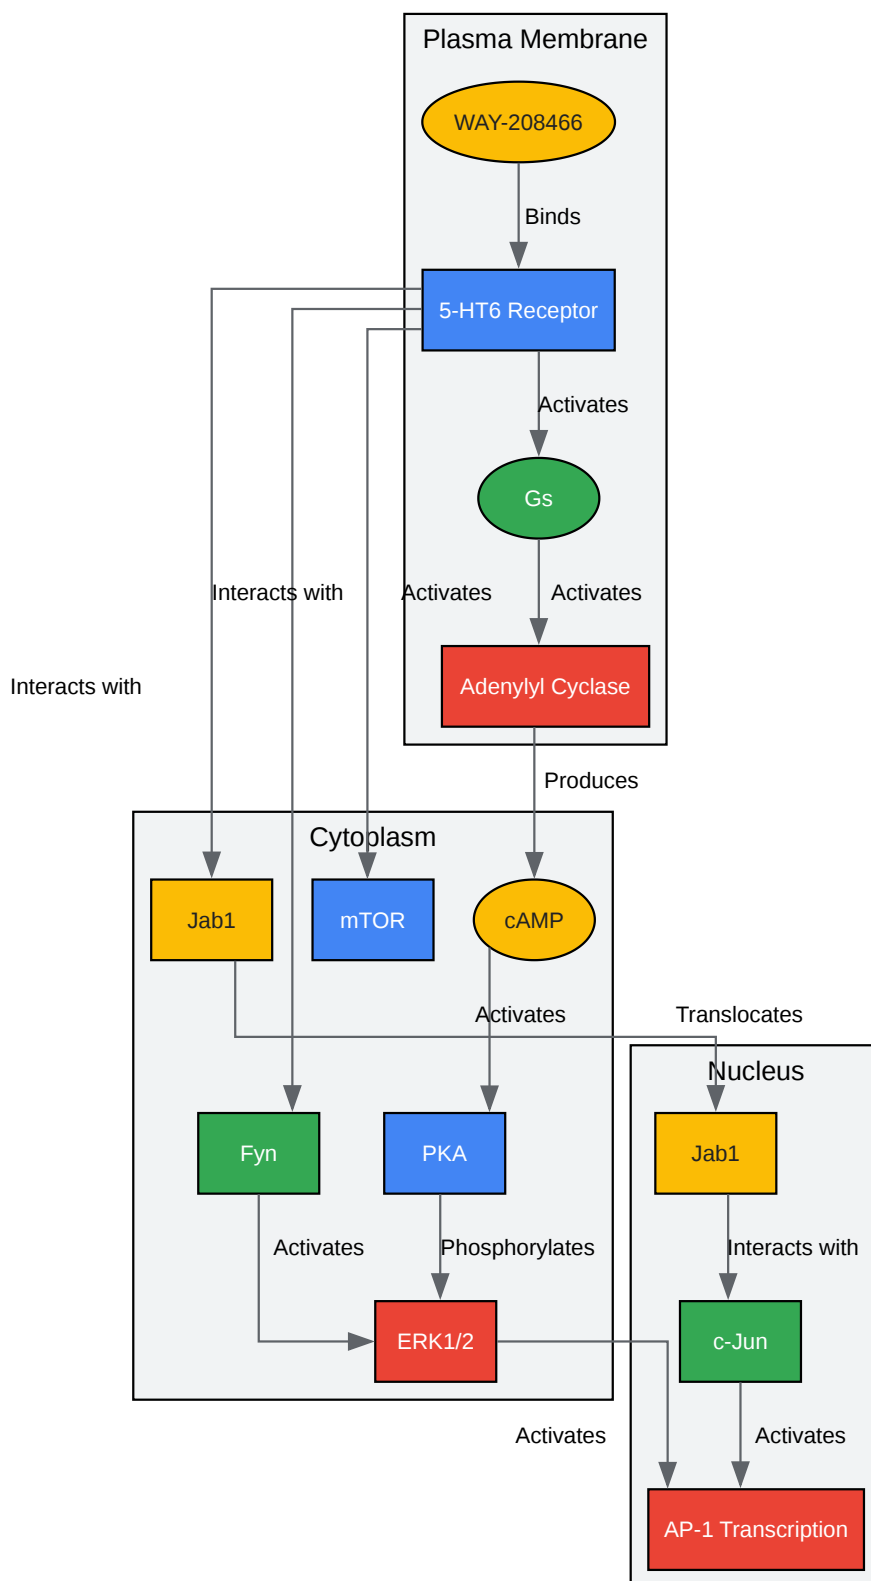 Plasma Membrane
WAY-208466
Binds
5-HT6 Receptor
Activates
Gs
Interacts with
Activates
Activates
Interacts with
Adenylyl Cyclase
Produces
Cytoplasm
Jab1
mTOR
cAMP
Activates
Translocates
Nucleus
Fyn
PKA
Jab1
Activates
Phosphorylates
Interacts with
ERK1/2
c-Jun
Activates
Activates
AP-1 Transcription